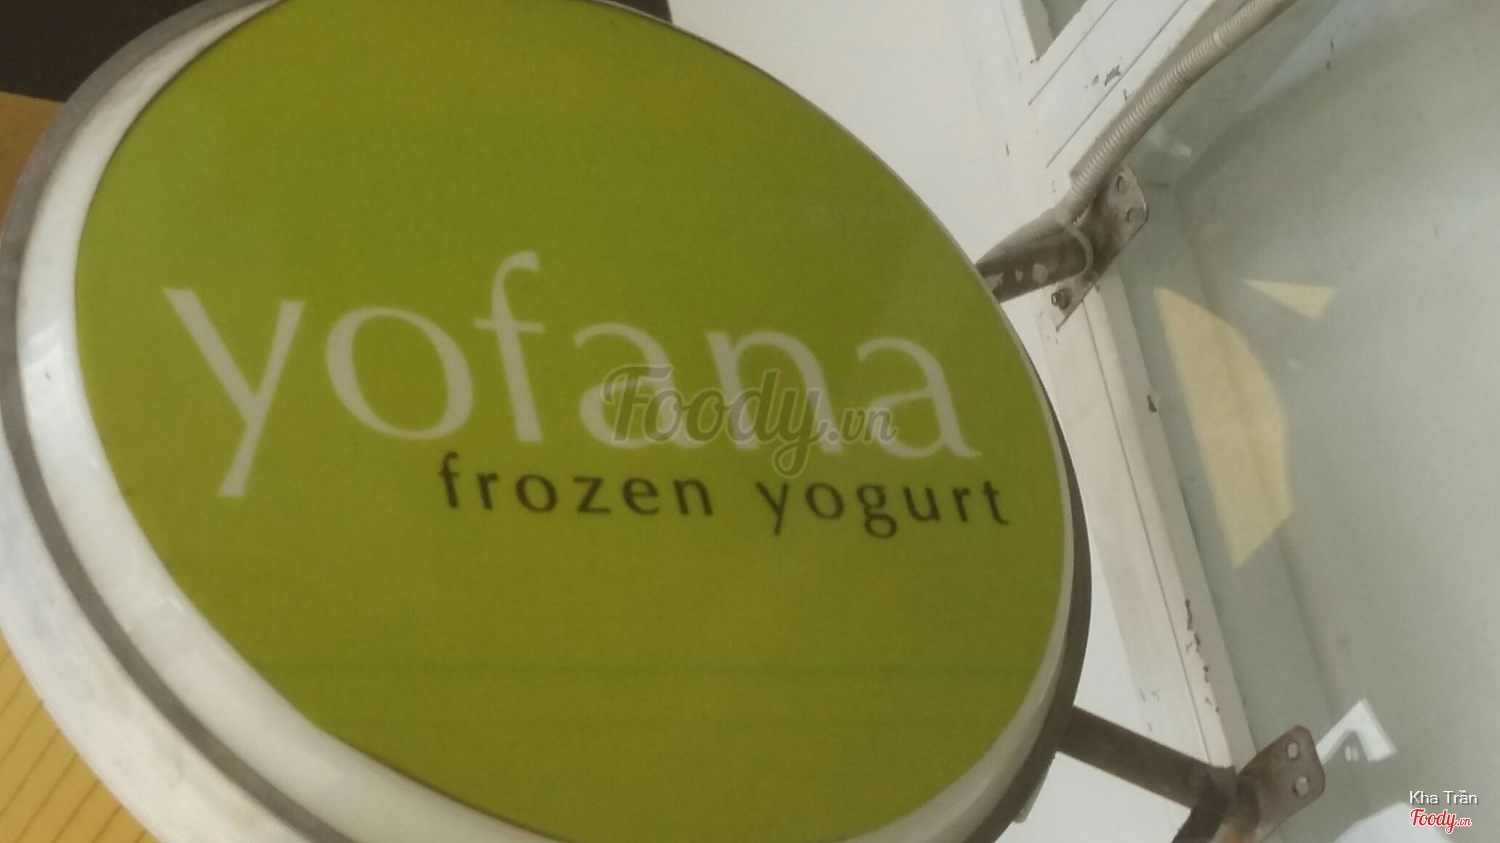 yofana
frozen yogurt
Foody.vn
Kha Trần
Foody.vn